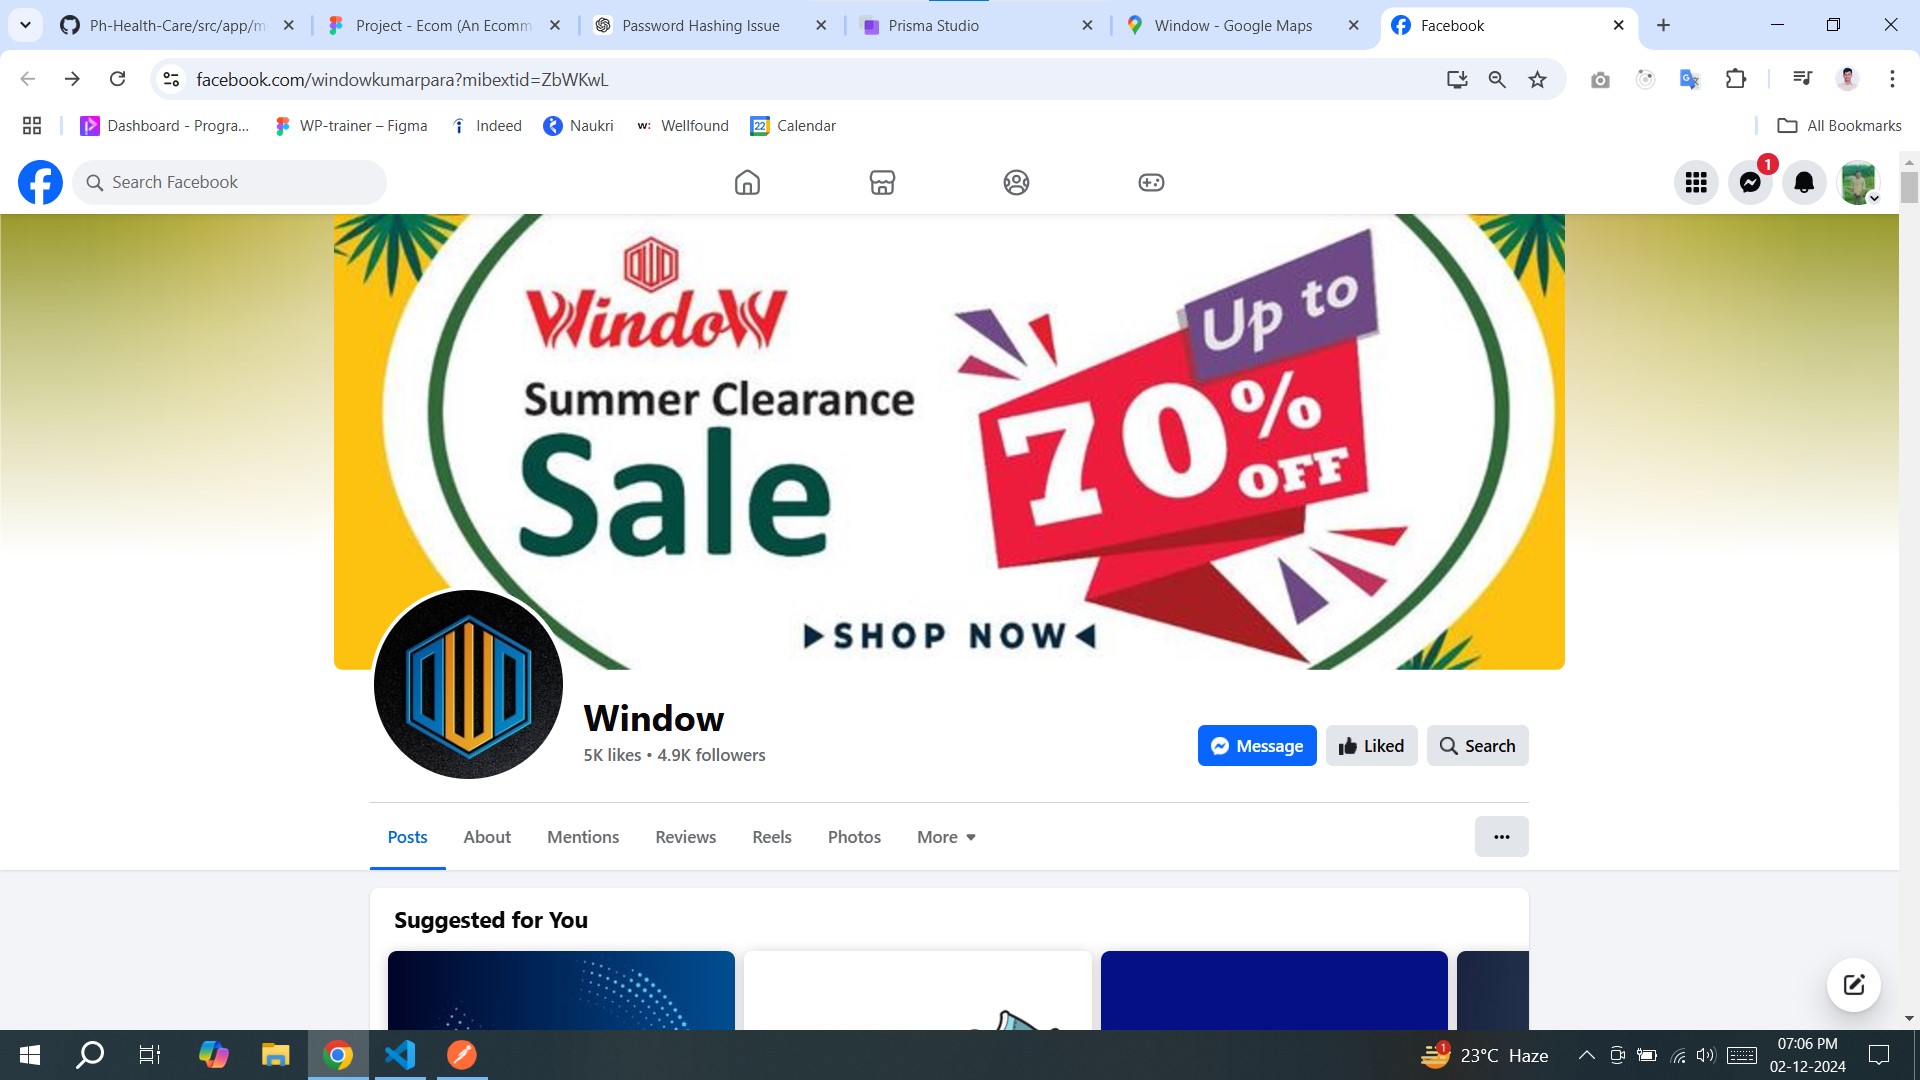 Ph-Health-Care/src/app/m
Project - Ecom (An Ecomm
Password Hashing Issue
Prisma Studio
Window - Google Maps
Facebook
facebook.com/windowkumarpara?mibextid=ZbWKwL
Dashboard - Progra...
WP-trainer – Figma
Indeed
Naukri
w:
Wellfound
22
Calendar
All Bookmarks
Search Facebook
1
WindoW
Summer Clearance
Sale
Up to
70%
OFF
SHOP NOW
Window
5K likes • 4.9K followers
Message
Liked
Search
Posts
About
Mentions
Reviews
Reels
Photos
More
Suggested for You
1
23°C Haze
07:06 PM
02-12-2024